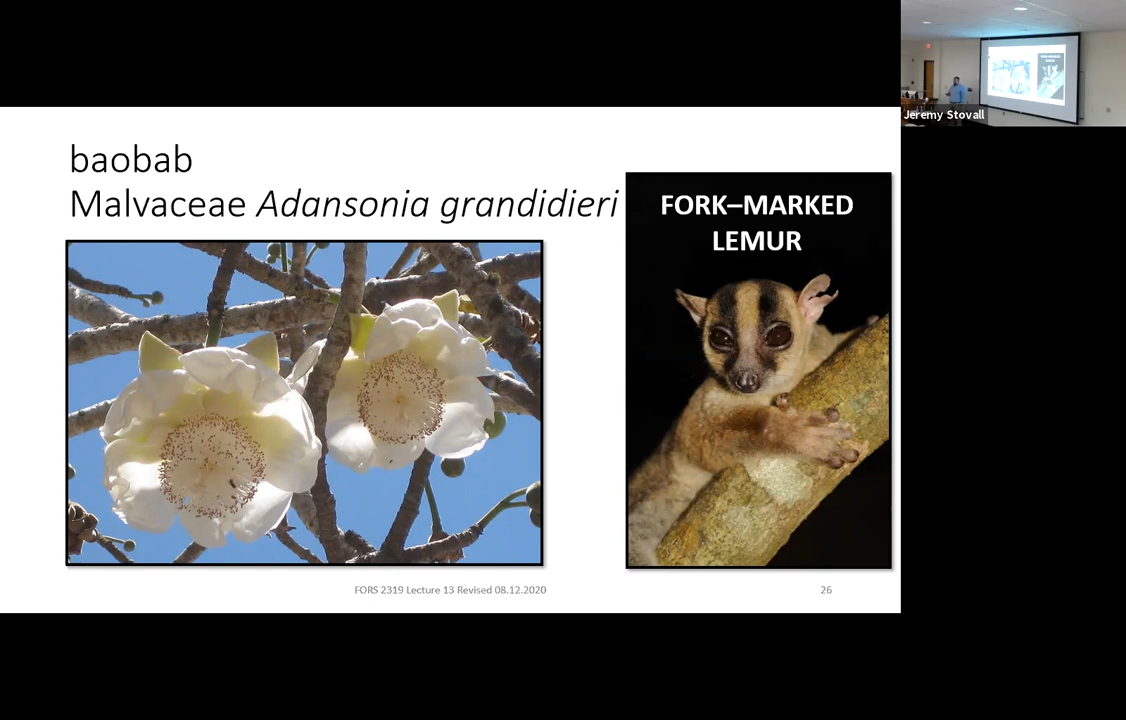 baobab
Malvaceae Adansonia grandidieri
FORK–MARKED
LEMUR
FORS 2319 Lecture 13 Revised 08.12.2020
26
Jeremy Stovall